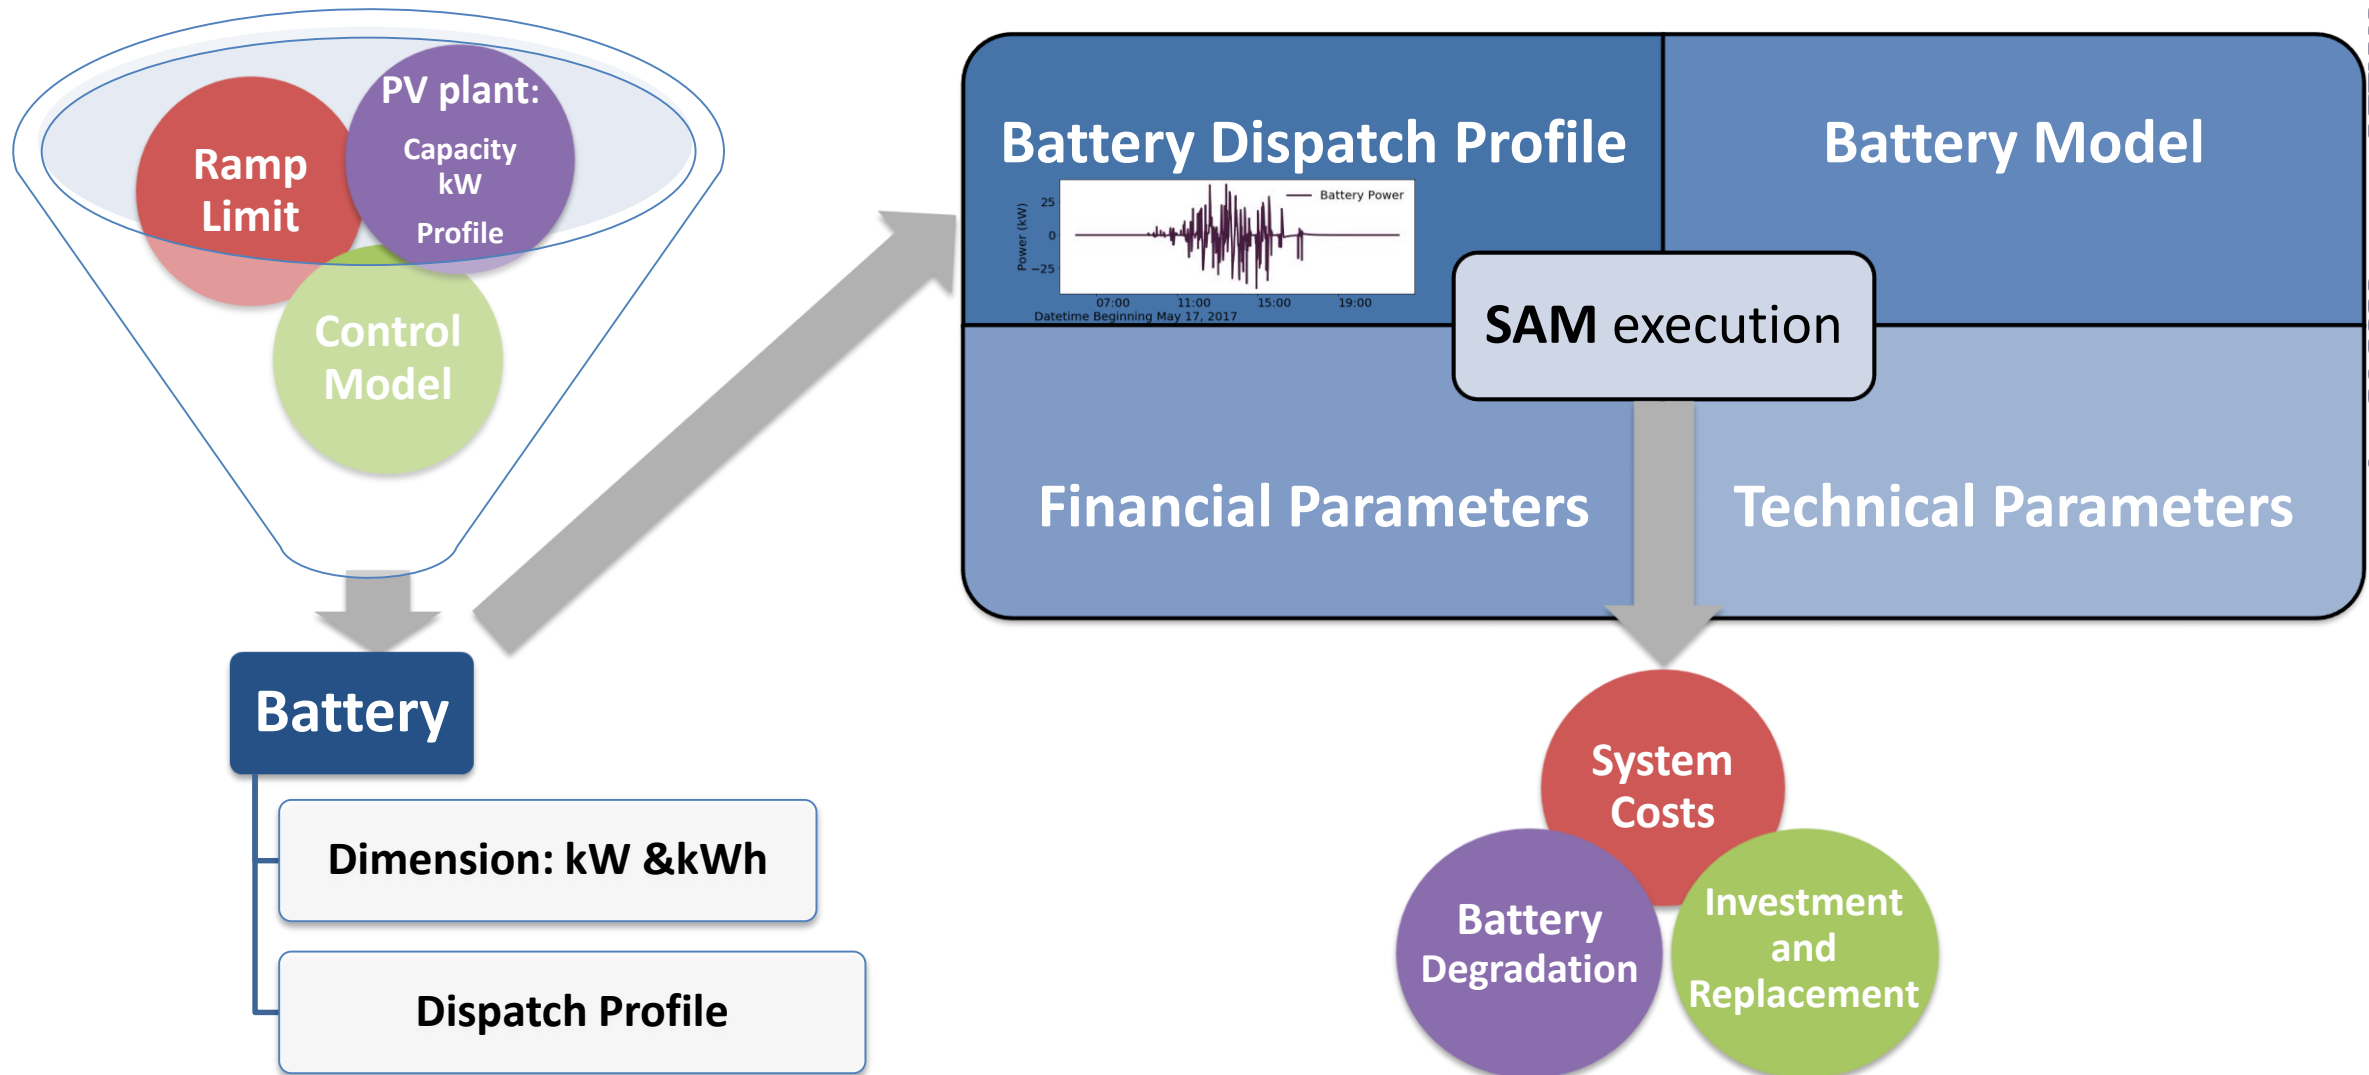 PV plant:
Capacity
kW
Profile
Ramp
Limit
Control
Model
Battery
Dimension: kW &kWh
Dispatch Profile
Battery Dispatch Profile
Battery Power
Power (kW)
25
0
−25
07:00 11:00 15:00 19:00
Datetime Beginning May 17, 2017
Battery Model
SAM execution
Financial Parameters
Technical Parameters
System
Costs
Battery
Degradation
Investment
and
Replacement